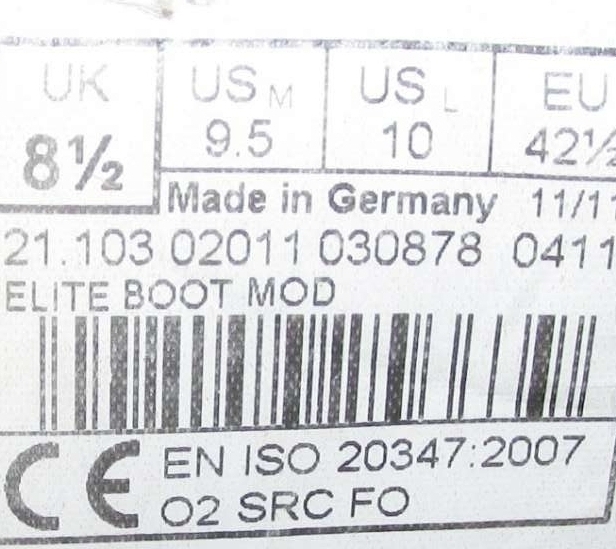 UK US M US L EU
8½ 9.5 10 42½
Made in Germany 11/1
21.103 02011 030878 0411
ELITE BOOT MOD
CE EN ISO 20347:2007
O2 SRC FO